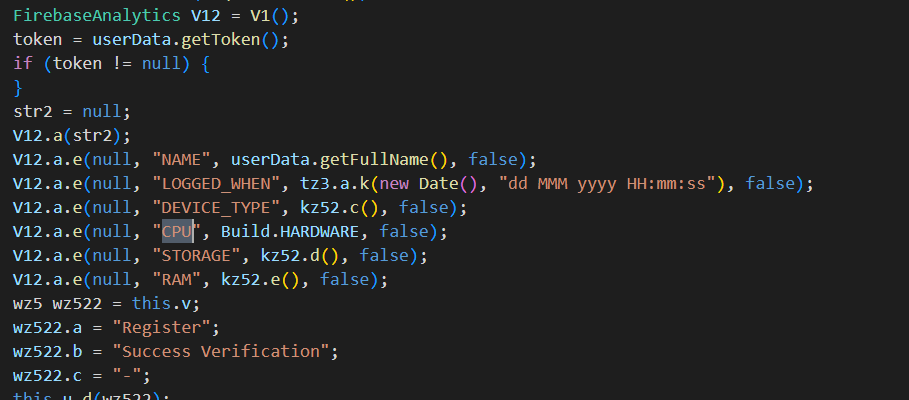 FirebaseAnalytics V12 = V1();
token = userData.getToken();
if (token != null) {
}
str2 = null;
V12.a(str2);
V12.a.e(null, "NAME", userData.getFullName(), false);
V12.a.e(null, "LOGGED_WHEN", tz3.a.k(new Date(), "dd MMM yyyy HH:mm:ss"), false);
V12.a.e(null, "DEVICE_TYPE", kz52.c(), false);
V12.a.e(null, "CPU", Build.HARDWARE, false);
V12.a.e(null, "STORAGE", kz52.d(), false);
V12.a.e(null, "RAM", kz52.e(), false);
wz5 wz522 = this.v;
wz522.a = "Register";
wz522.b = "Success Verification";
wz522.c = "-";
this.u.d(wz522);